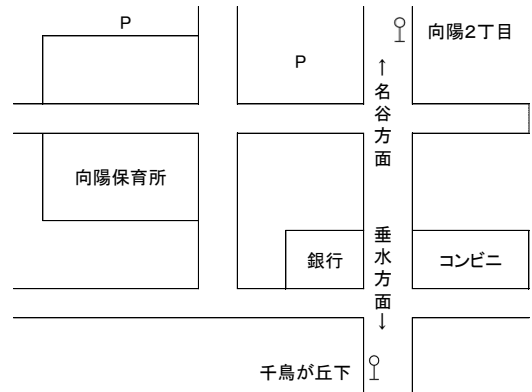 P
向陽2丁目
P
↑名谷方面
向陽保育所
垂水方面↓
銀行
コンビニ
千鳥が丘下